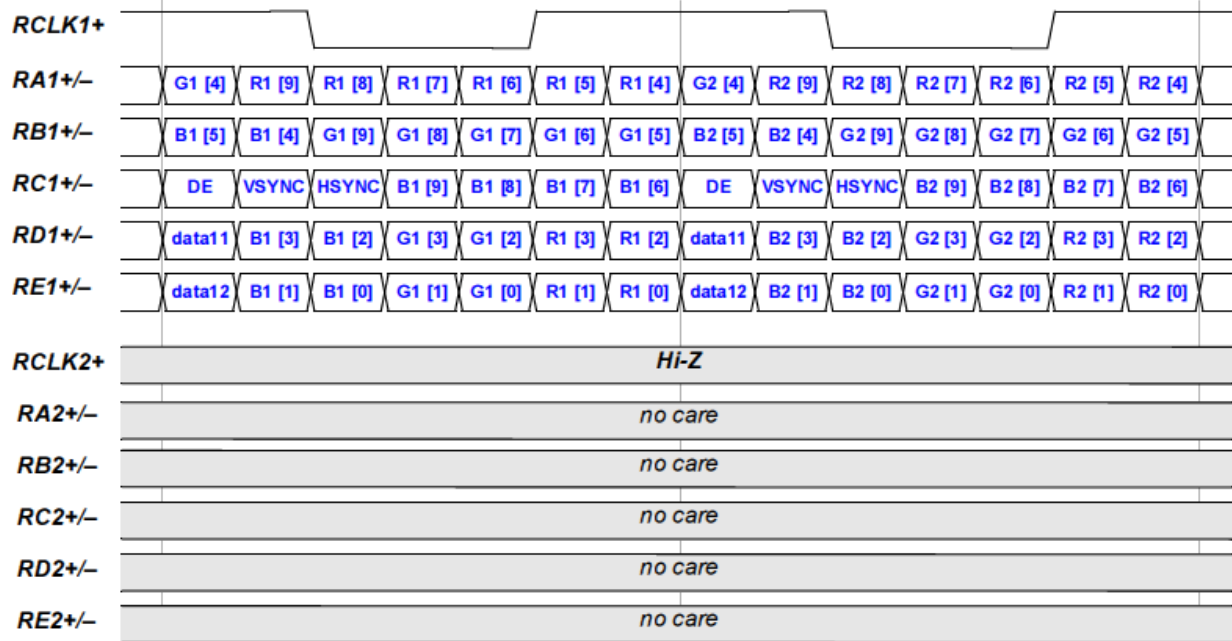 RCLK1+
RA1+/– G1 [4] R1 [9] R1 [8] R1 [7] R1 [6] R1 [5] R1 [4] G2 [4] R2 [9] R2 [8] R2 [7] R2 [6] R2 [5] R2 [4]
RB1+/– B1 [5] B1 [4] G1 [9] G1 [8] G1 [7] G1 [6] G1 [5] B2 [5] B2 [4] G2 [9] G2 [8] G2 [7] G2 [6] G2 [5]
RC1+/– DE VSYNC HSYNC B1 [9] B1 [8] B1 [7] B1 [6] DE VSYNC HSYNC B2 [9] B2 [8] B2 [7] B2 [6]
RD1+/– data11 B1 [3] B1 [2] G1 [3] G1 [2] R1 [3] R1 [2] data11 B2 [3] B2 [2] G2 [3] G2 [2] R2 [3] R2 [2]
RE1+/– data12 B1 [1] B1 [0] G1 [1] G1 [0] R1 [1] R1 [0] data12 B2 [1] B2 [0] G2 [1] G2 [0] R2 [1] R2 [0]
RCLK2+ Hi-Z
RA2+/– no care
RB2+/– no care
RC2+/– no care
RD2+/– no care
RE2+/– no care